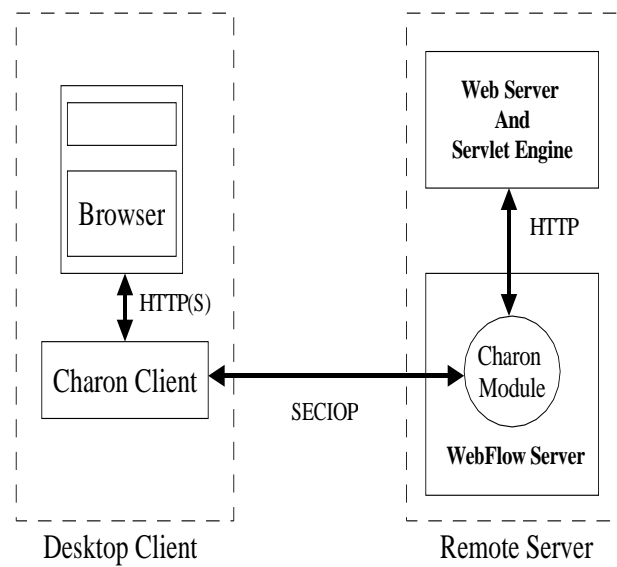 Browser
HTTP(S)
Charon Client
Desktop Client
SECIOP
Web Server
And
Servlet Engine
HTTP
Charon
Module
WebFlow Server
Remote Server